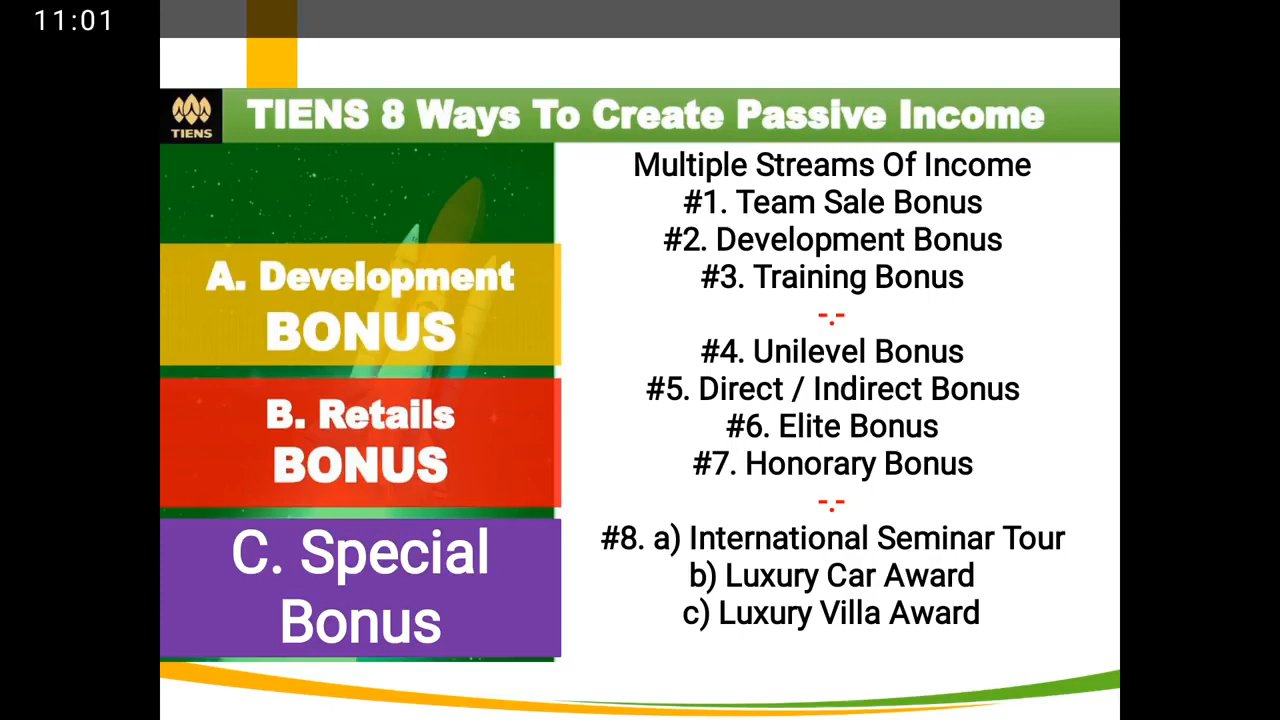 11:01
TIENS
TIENS 8 Ways To Create Passive Income
A. Development
BONUS
B. Retails
BONUS
C. Special
Bonus
Multiple Streams Of Income
#1. Team Sale Bonus
#2. Development Bonus
#3. Training Bonus
-.-
#4. Unilevel Bonus
#5. Direct / Indirect Bonus
#6. Elite Bonus
#7. Honorary Bonus
-.-
#8. a) International Seminar Tour
b) Luxury Car Award
c) Luxury Villa Award